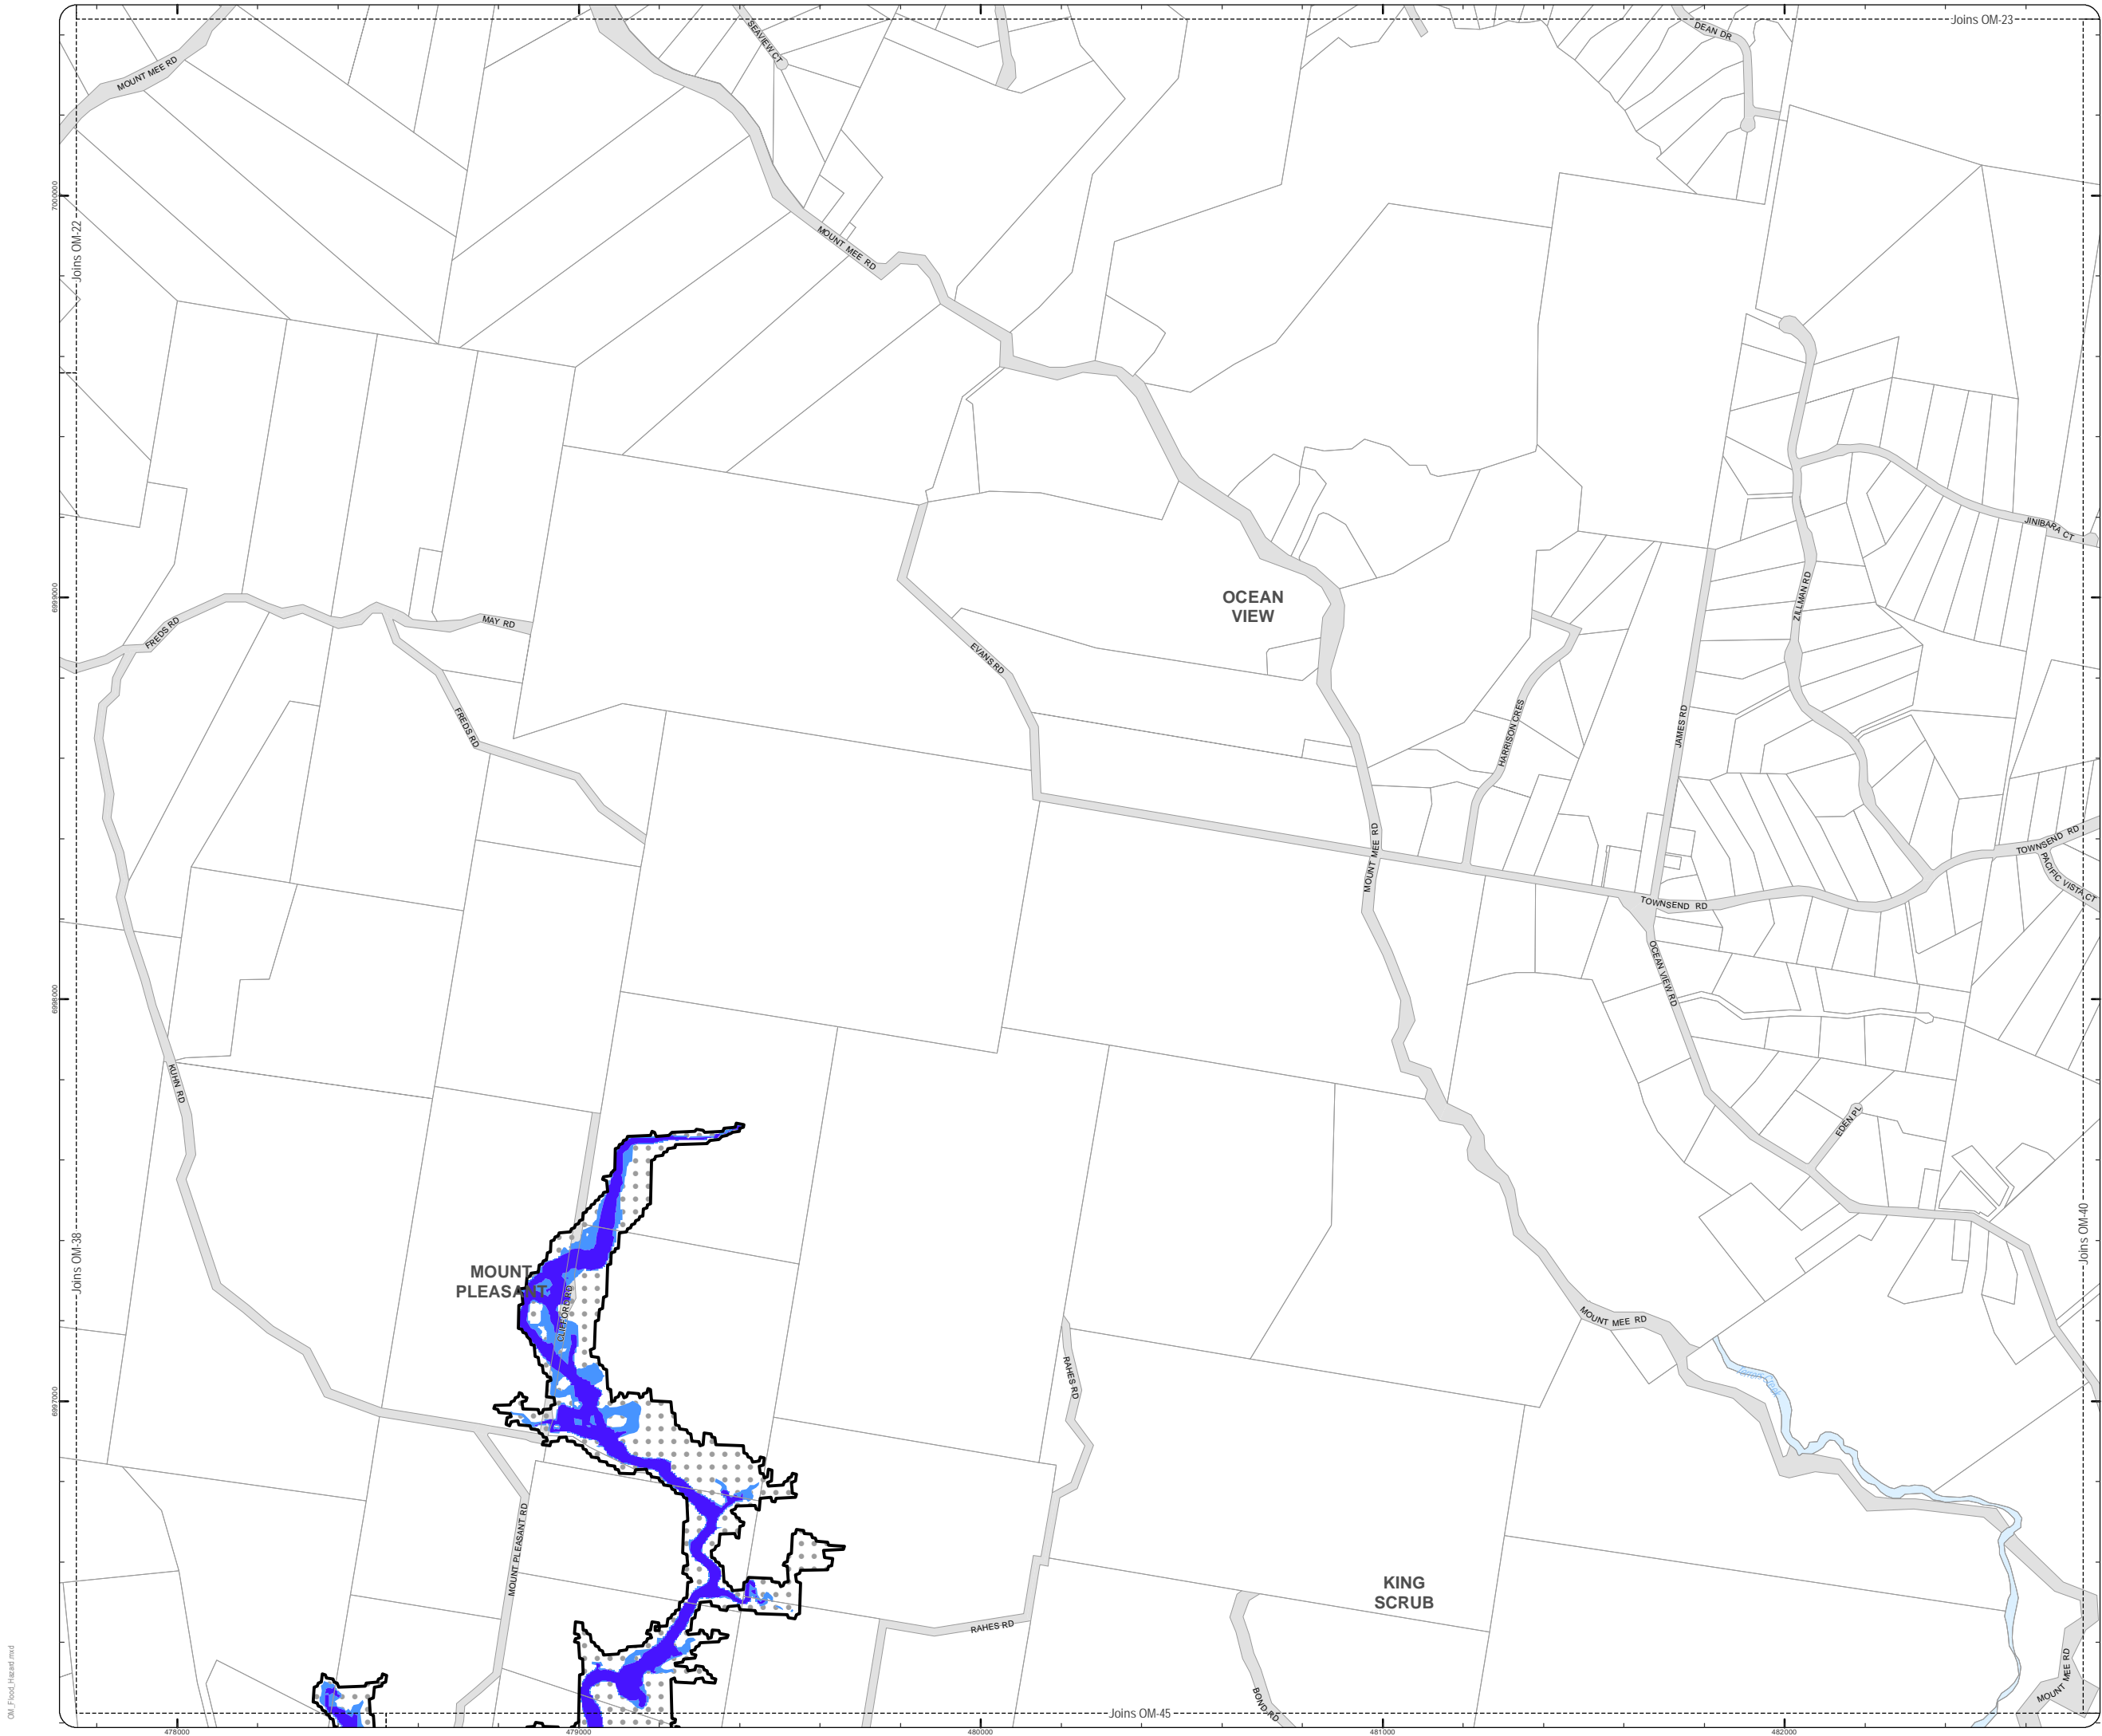 Joins OM-23
SEAVIEW CT
DEAN DR
MOUNT MEE RD
7000000
Joins OM-22
MOUNT MEE RD
JINIBARA CT
6999000
OCEAN
VIEW
ZILLMAN RD
FREDS RD
MAY RD
EVANS RD
FREDS RD
HARRISON CRES
JAMES RD
MOUNT MEE RD
TOWNSEND RD
PACIFIC VISTA CT
TOWNSEND RD
OCEAN VIEW RD
6998000
KUHN RD
EDEN PL
Joins OM-38
Joins OM-40
MOUNT
PLEASANT
CLIFFORD RD
MOUNT MEE RD
RAHES RD
6997000
MOUNT PLEASANT RD
KING
SCRUB
RAHES RD
BOND RD
MOUNT MEE RD
OM_Flood_Hazard.mxd
Joins OM-45
478000
479000
480000
481000
482000